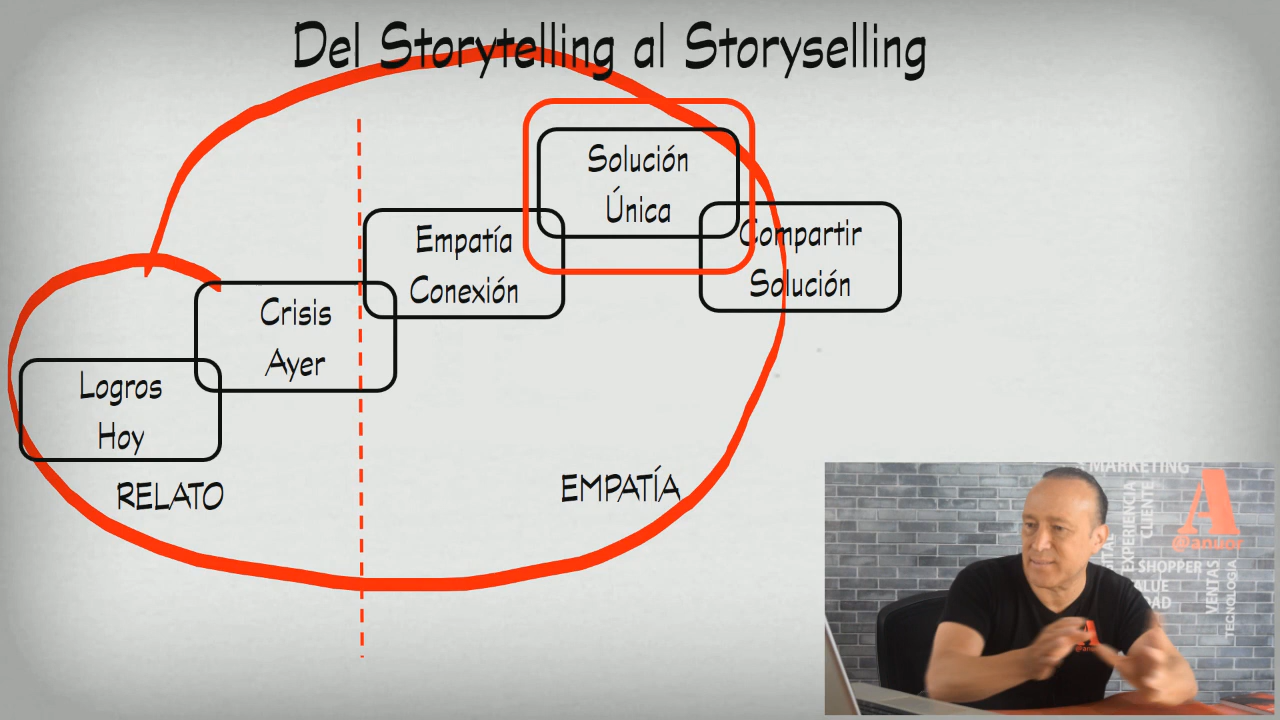 Del Storytelling al Storyselling
Solución
Única
Compartir
Solución
Empatía
Conexión
Crisis
Ayer
Logros
Hoy
RELATO
EMPATÍA
MARKETING
EXPERIENCIA
CLIENTE
A
SHOPPER
VENTAS
TECNOLOGIA
A